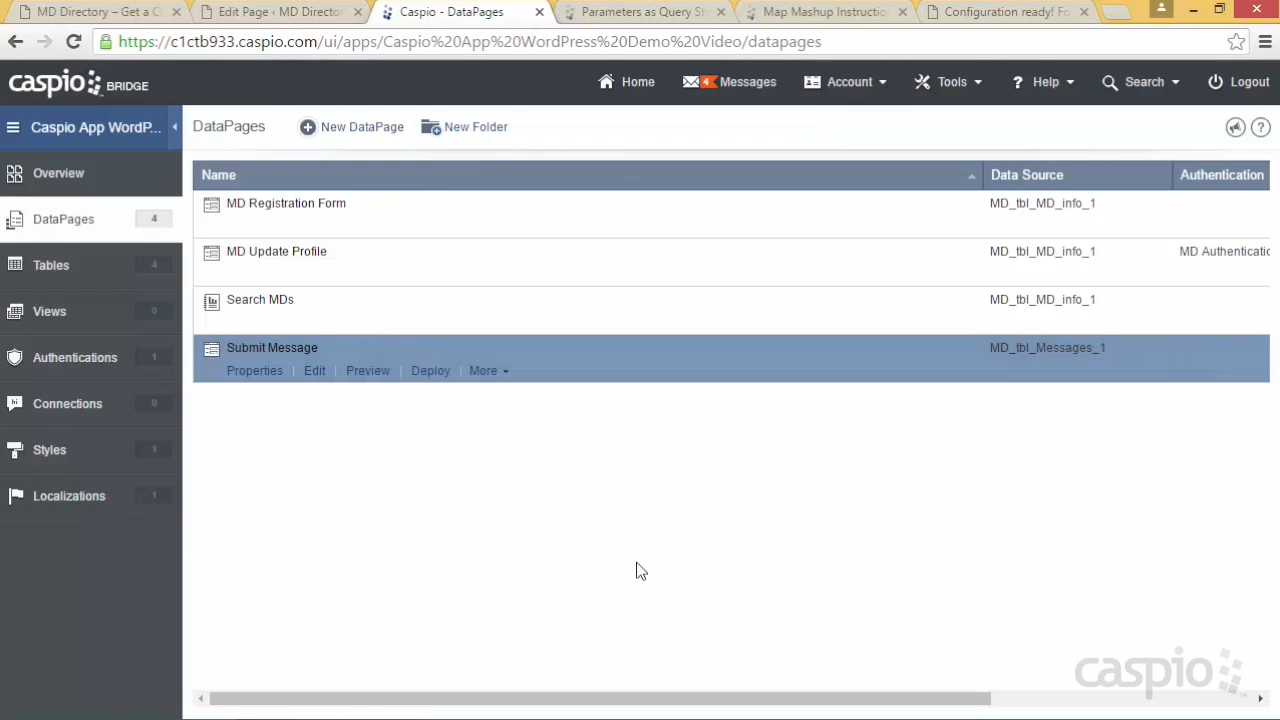 MD Directory – Get a C
Edit Page ‹ MD Director
Caspio - DataPages
Parameters as Query St
Map Mashup Instructio
Configuration ready! Fo
https://c1ctb933.caspio.com/ui/apps/Caspio%20App%20WordPress%20Demo%20Video/datapages
caspio BRIDGE
Home
4
Messages
Account
Tools
? Help
Search
Logout
Caspio App WordP...
DataPages
New DataPage
New Folder
?
Overview
DataPages 4
Tables 4
Views 0
Authentications 1
hi Connections 0
Styles 1
Localizations 1
Name Data Source Authentication
MD Registration Form MD_tbl_MD_info_1
MD Update Profile MD_tbl_MD_info_1 MD Authenticatio
Search MDs MD_tbl_MD_info_1
Submit Message MD_tbl_Messages_1
Properties | Edit | Preview | Deploy | More
caspio